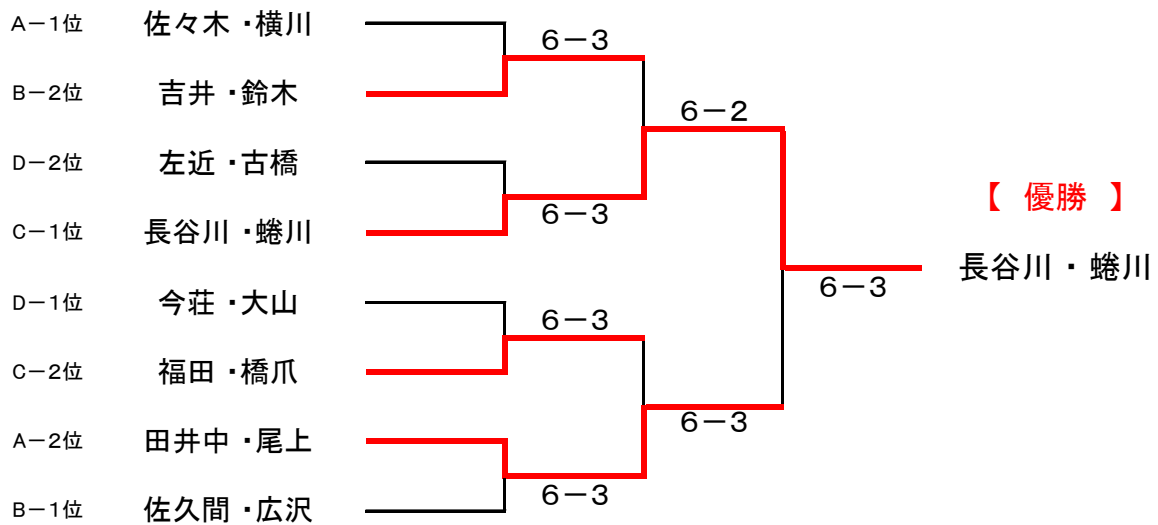 A－1位 佐々木・横川
6－3
B－2位 吉井・鈴木
6－2
D－2位 左近・古橋
【 優勝 】
6－3
C－1位 長谷川・蜷川
長谷川・蜷川
6－3
D－1位 今荘・大山
6－3
C－2位 福田・橋爪
6－3
A－2位 田井中・尾上
6－3
B－1位 佐久間・広沢